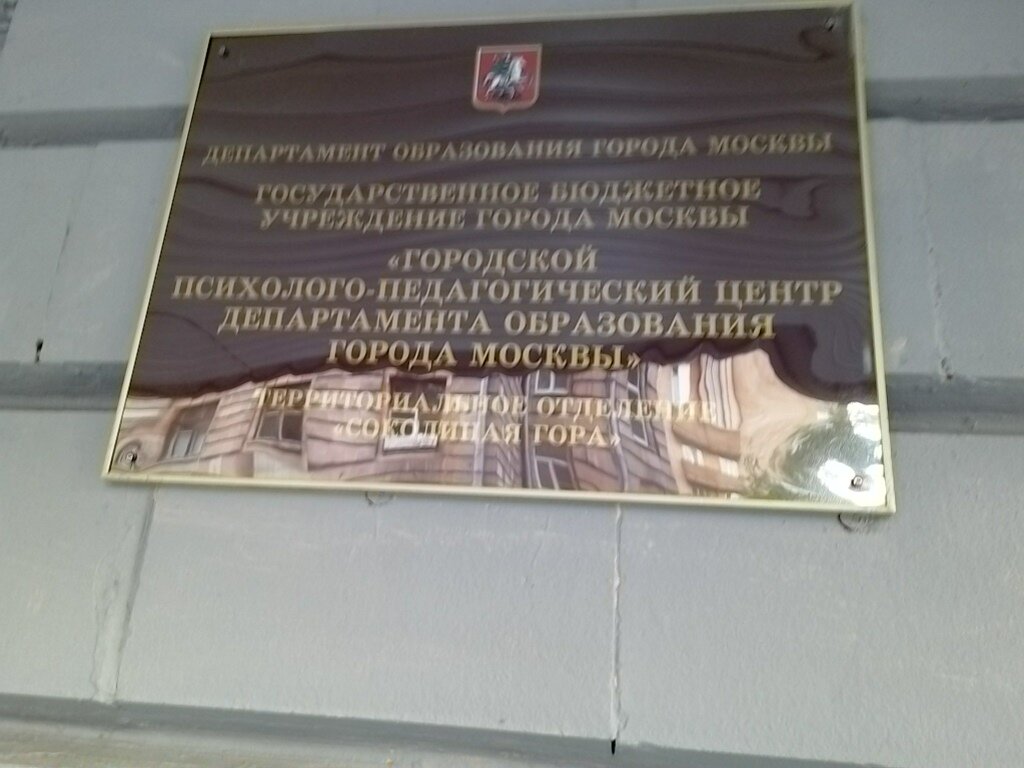 ДЕПАРТАМЕНТ ОБРАЗОВАНИЯ ГОРОДА МОСКВЫ
ГОСУДАРСТВЕННОЕ БЮДЖЕТНОЕ
УЧРЕЖДЕНИЕ ГОРОДА МОСКВЫ
«ГОРОДСКОЙ
ПСИХОЛОГО-ПЕДАГОГИЧЕСКИЙ ЦЕНТР
ДЕПАРТАМЕНТА ОБРАЗОВАНИЯ
ГОРОДА МОСКВЫ»
ТЕРРИТОРИАЛЬНОЕ ОТДЕЛЕНИЕ
«СОКОЛИНАЯ ГОРА»